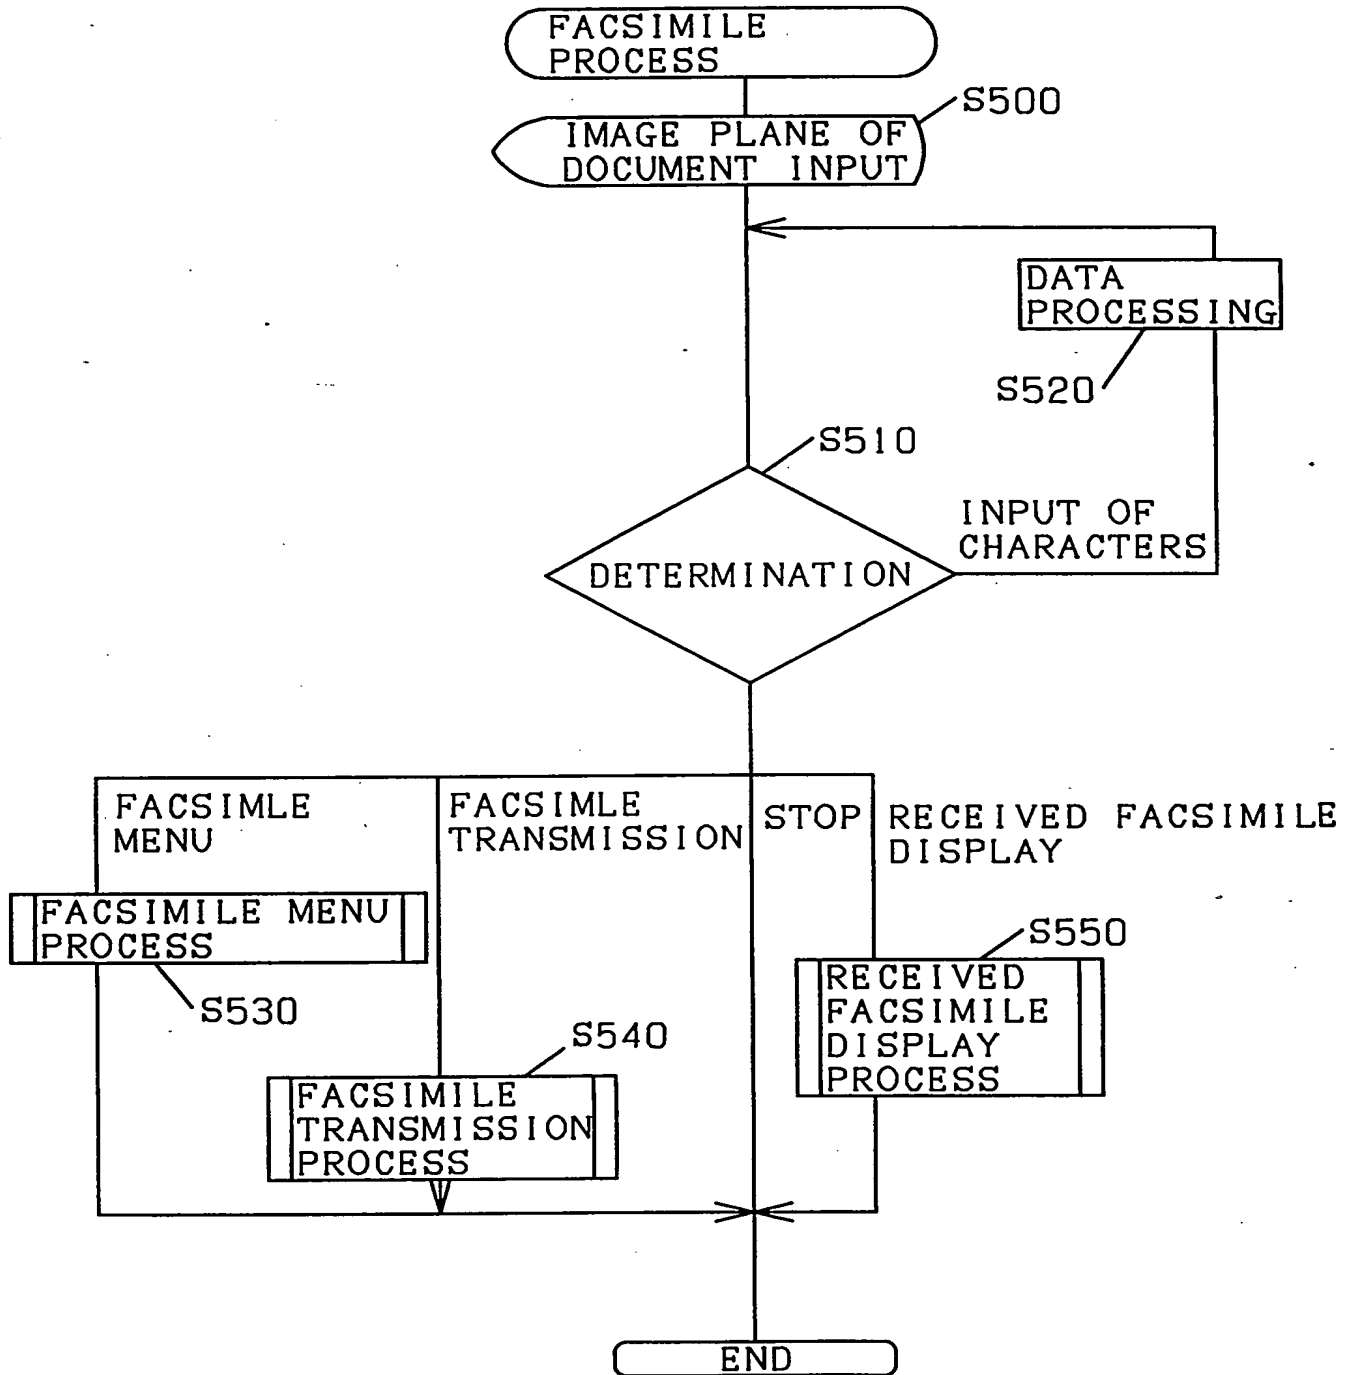 FACSIMILE
PROCESS
S500
IMAGE PLANE OF
DOCUMENT INPUT
DATA
PROCESSING
S520
S510
INPUT OF
CHARACTERS
DETERMINATION
FACSIMLE
MENU
FACSIMLE
TRANSMISSION
STOP
RECEIVED FACSIMILE
DISPLAY
FACSIMILE MENU
PROCESS
S530
S550
RECEIVED
FACSIMILE
DISPLAY
PROCESS
S540
FACSIMILE
TRANSMISSION
PROCESS
END